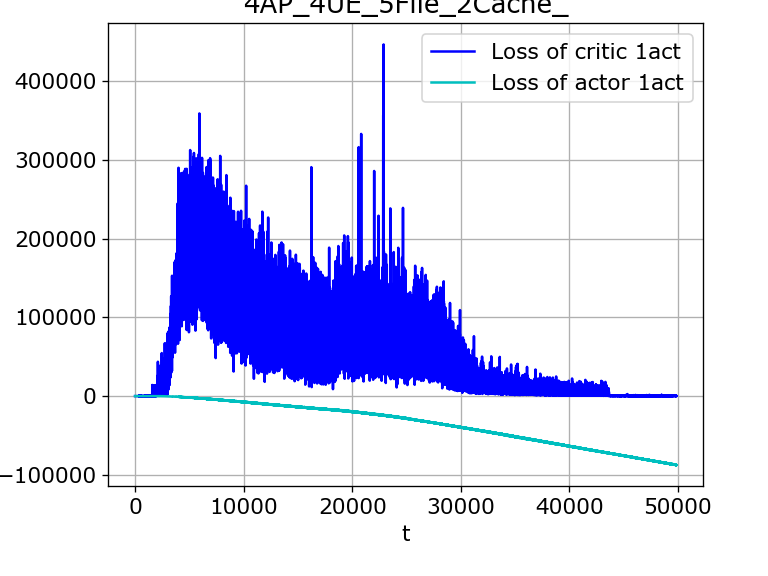 4AP_4UE_5File_2Cache_
Loss of critic 1act
Loss of actor 1act
400000
300000
200000
100000
0
−100000
0 10000 20000 30000 40000 50000
t